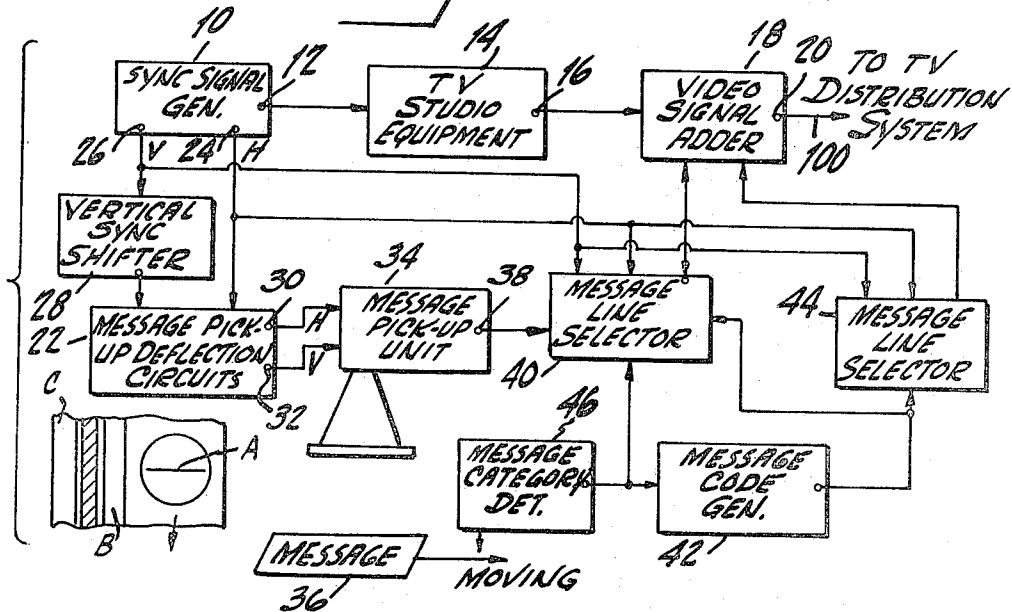 10
12
14
16
18
20
SYNC SIGNAL
GEN.
TV
STUDIO
EQUIPMENT
VIDEO
SIGNAL
ADDER
TO TV
DISTRIBUTION
SYSTEM
100
26
V
24
H
VERTICAL
SYNC
SHIFTER
28
22
MESSAGE PICK-
UP DEFLECTION
CIRCUITS
30
H
V
32
34
MESSAGE
PICK-UP
UNIT
38
MESSAGE
LINE
SELECTOR
40
44
MESSAGE
LINE
SELECTOR
C
A
B
46
MESSAGE
CATEGORY
DET.
MESSAGE
CODE
GEN.
42
MESSAGE
36
MOVING